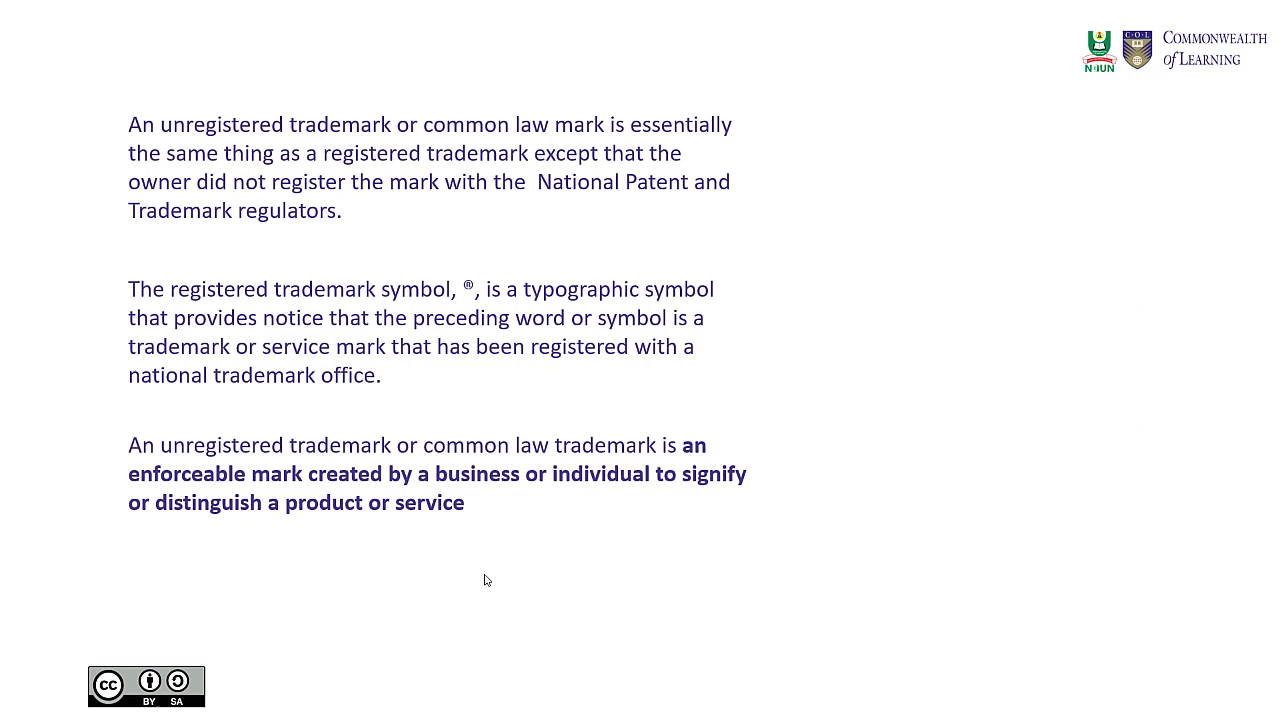 NOUN
C·O·L
COMMONWEALTH
of LEARNING
An unregistered trademark or common law mark is essentially
the same thing as a registered trademark except that the
owner did not register the mark with the  National Patent and
Trademark regulators.
The registered trademark symbol, ®, is a typographic symbol
that provides notice that the preceding word or symbol is a
trademark or service mark that has been registered with a
national trademark office.
An unregistered trademark or common law trademark is an
enforceable mark created by a business or individual to signify
or distinguish a product or service
cc
BY SA